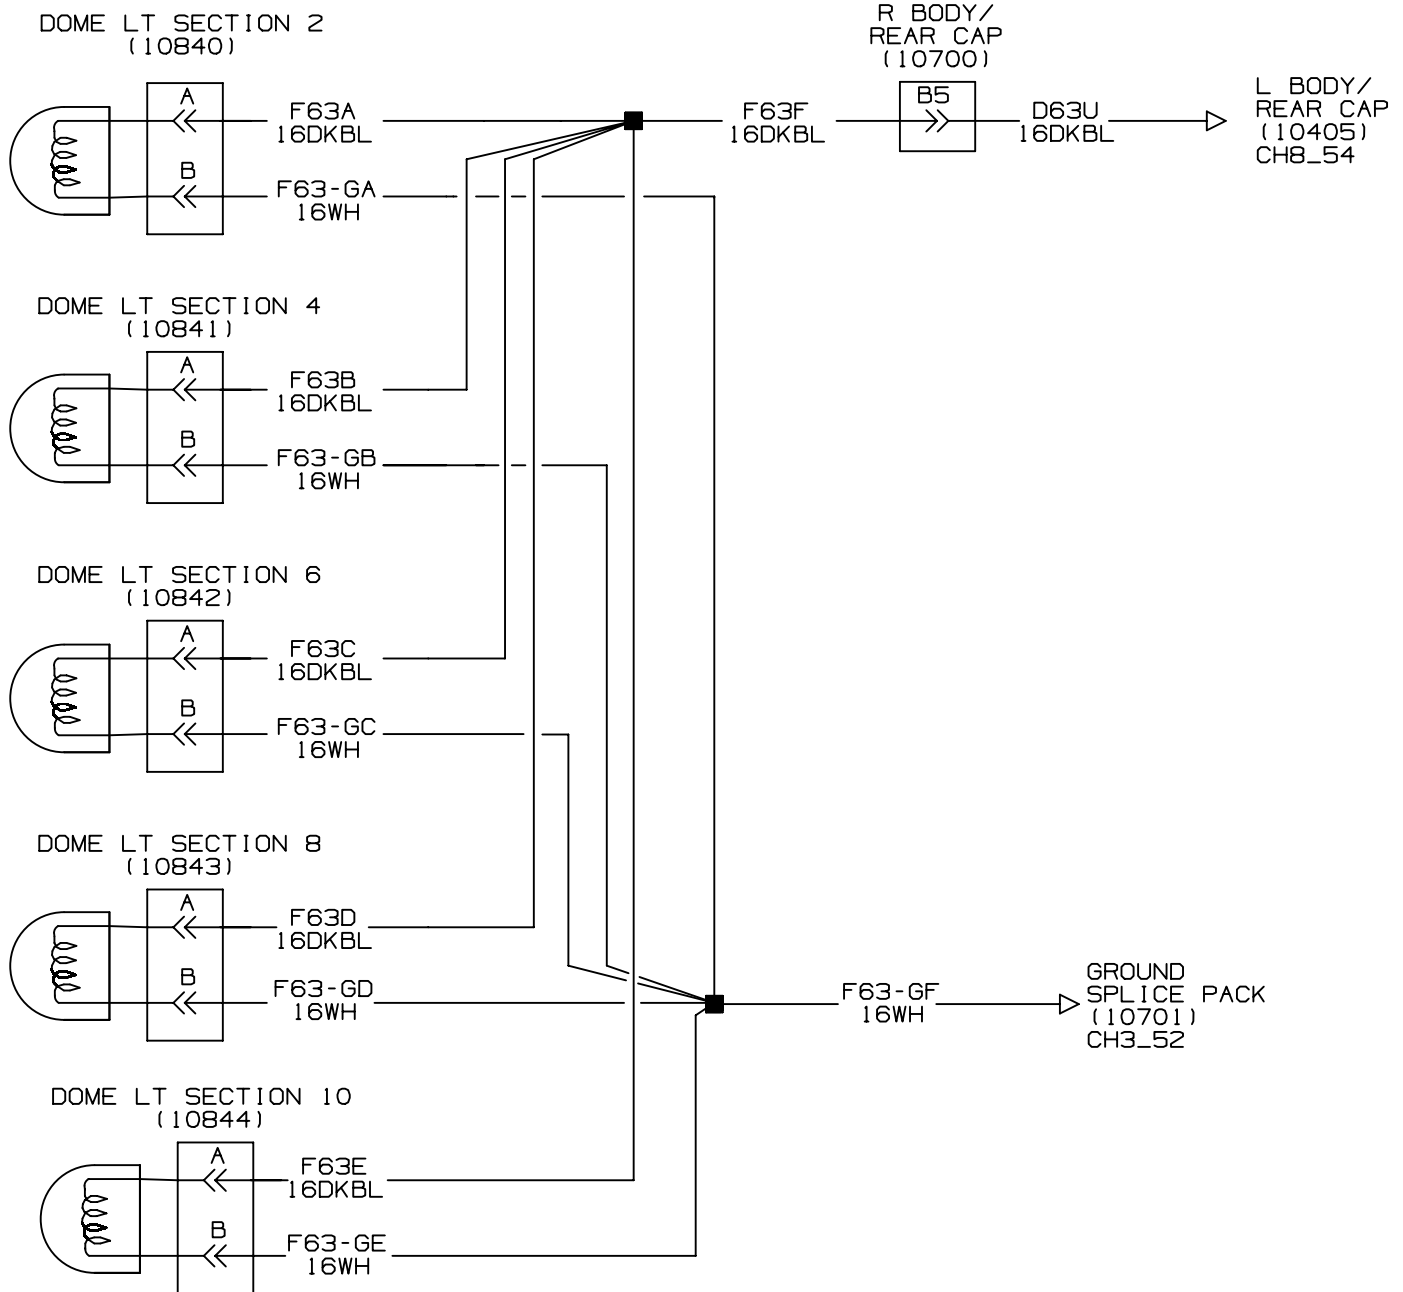 DOME LT SECTION 2
(10840)
A
F63A
16DKBL
B
F63-GA
16WH
F63F
16DKBL
R BODY/
REAR CAP
(10700)
B5
D63U
16DKBL
L BODY/
REAR CAP
(10405)
CH8_54
DOME LT SECTION 4
(10841)
A
F63B
16DKBL
B
F63-GB
16WH
DOME LT SECTION 6
(10842)
A
F63C
16DKBL
B
F63-GC
16WH
DOME LT SECTION 8
(10843)
A
F63D
16DKBL
B
F63-GD
16WH
F63-GF
16WH
GROUND
SPLICE PACK
(10701)
CH3_52
DOME LT SECTION 10
(10844)
A
F63E
16DKBL
B
F63-GE
16WH